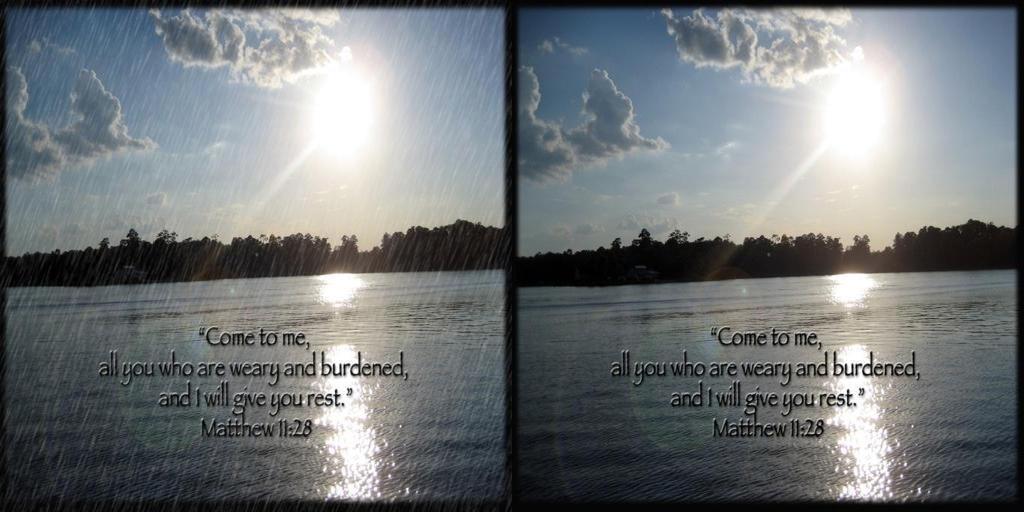 “Come to me,
all you who are weary and burdened,
and I will give you rest.”
Matthew 11:28
“Come to me,
all you who are weary and burdened,
and I will give you rest.”
Matthew 11:28